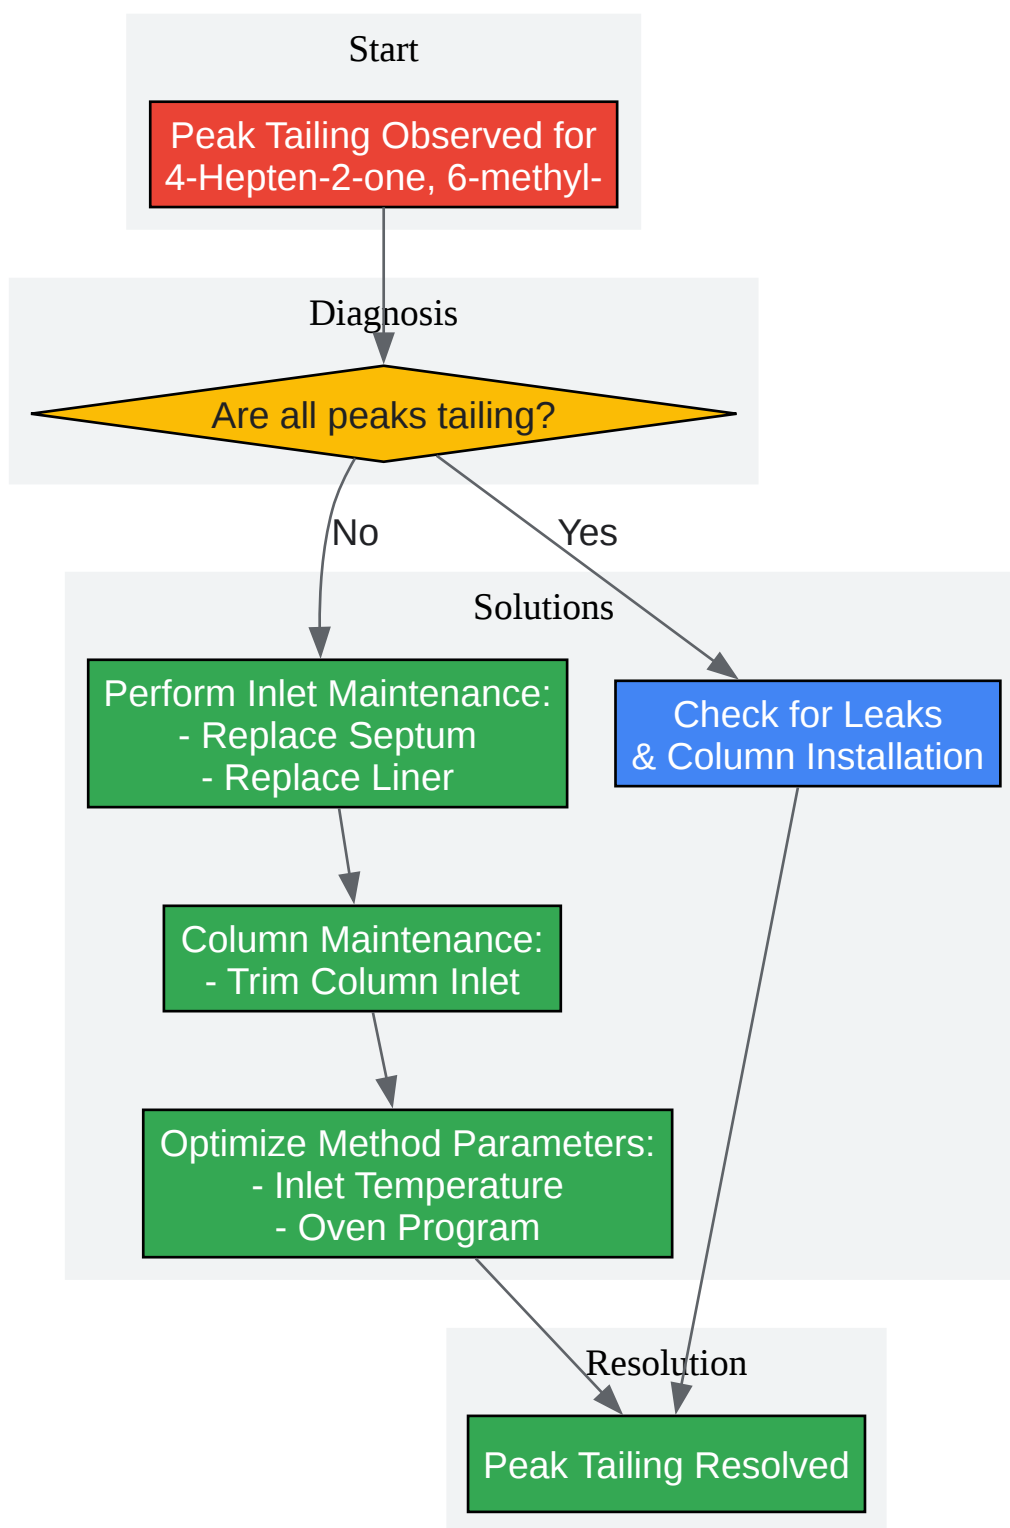 Start
Peak Tailing Observed for
4-Hepten-2-one, 6-methyl-
Diagnosis
Are all peaks tailing?
No
Yes
Solutions
Perform Inlet Maintenance:
- Replace Septum
- Replace Liner
Check for Leaks
& Column Installation
Column Maintenance:
- Trim Column Inlet
Optimize Method Parameters:
- Inlet Temperature
- Oven Program
Resolution
Peak Tailing Resolved